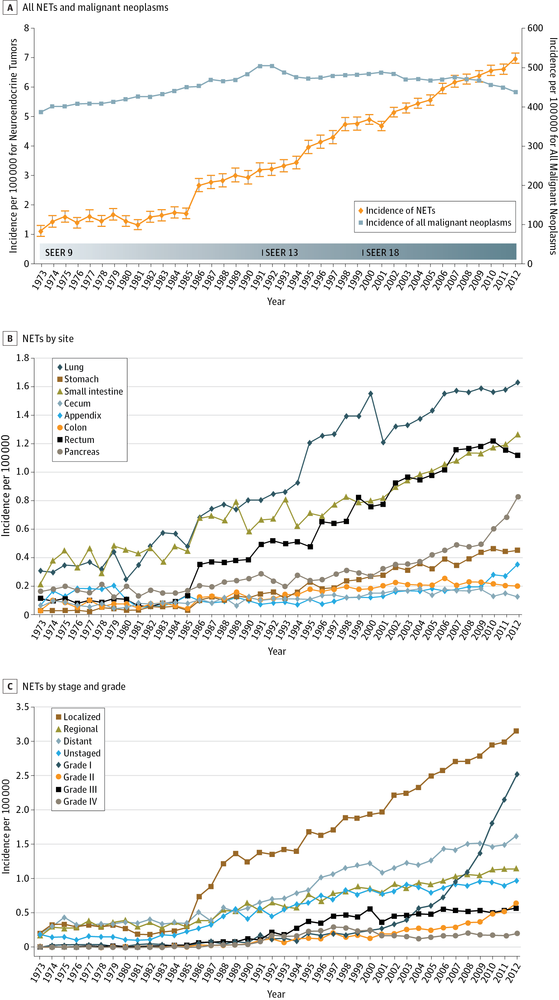 A All NETs and malignant neoplasms
Incidence per 100 000 for Neuroendocrine Tumors
8
7
6
5
4
3
2
1
0
600
500
400
300
200
100
0
Incidence per 100 000 for All Malignant Neoplasms
Incidence of NETs
Incidence of all malignant neoplasms
SEER 9 SEER 13 SEER 18
1973 1974 1975 1976 1977 1978 1979 1980 1981 1982 1983 1984 1985 1986 1987 1988 1989 1990 1991 1992 1993 1994 1995 1996 1997 1998 1999 2000 2001 2002 2003 2004 2005 2006 2007 2008 2009 2010 2011 2012
Year
B NETs by site
Incidence per 100 000
1.8
1.6
1.4
1.2
1.0
0.8
0.6
0.4
0.2
0
Lung
Stomach
Small intestine
Cecum
Appendix
Colon
Rectum
Pancreas
1973 1974 1975 1976 1977 1978 1979 1980 1981 1982 1983 1984 1985 1986 1987 1988 1989 1990 1991 1992 1993 1994 1995 1996 1997 1998 1999 2000 2001 2002 2003 2004 2005 2006 2007 2008 2009 2010 2011 2012
Year
C NETs by stage and grade
Incidence per 100 000
3.5
3.0
2.5
2.0
1.5
1.0
0.5
0
Localized
Regional
Distant
Unstaged
Grade I
Grade II
Grade III
Grade IV
1973 1974 1975 1976 1977 1978 1979 1980 1981 1982 1983 1984 1985 1986 1987 1988 1989 1990 1991 1992 1993 1994 1995 1996 1997 1998 1999 2000 2001 2002 2003 2004 2005 2006 2007 2008 2009 2010 2011 2012
Year